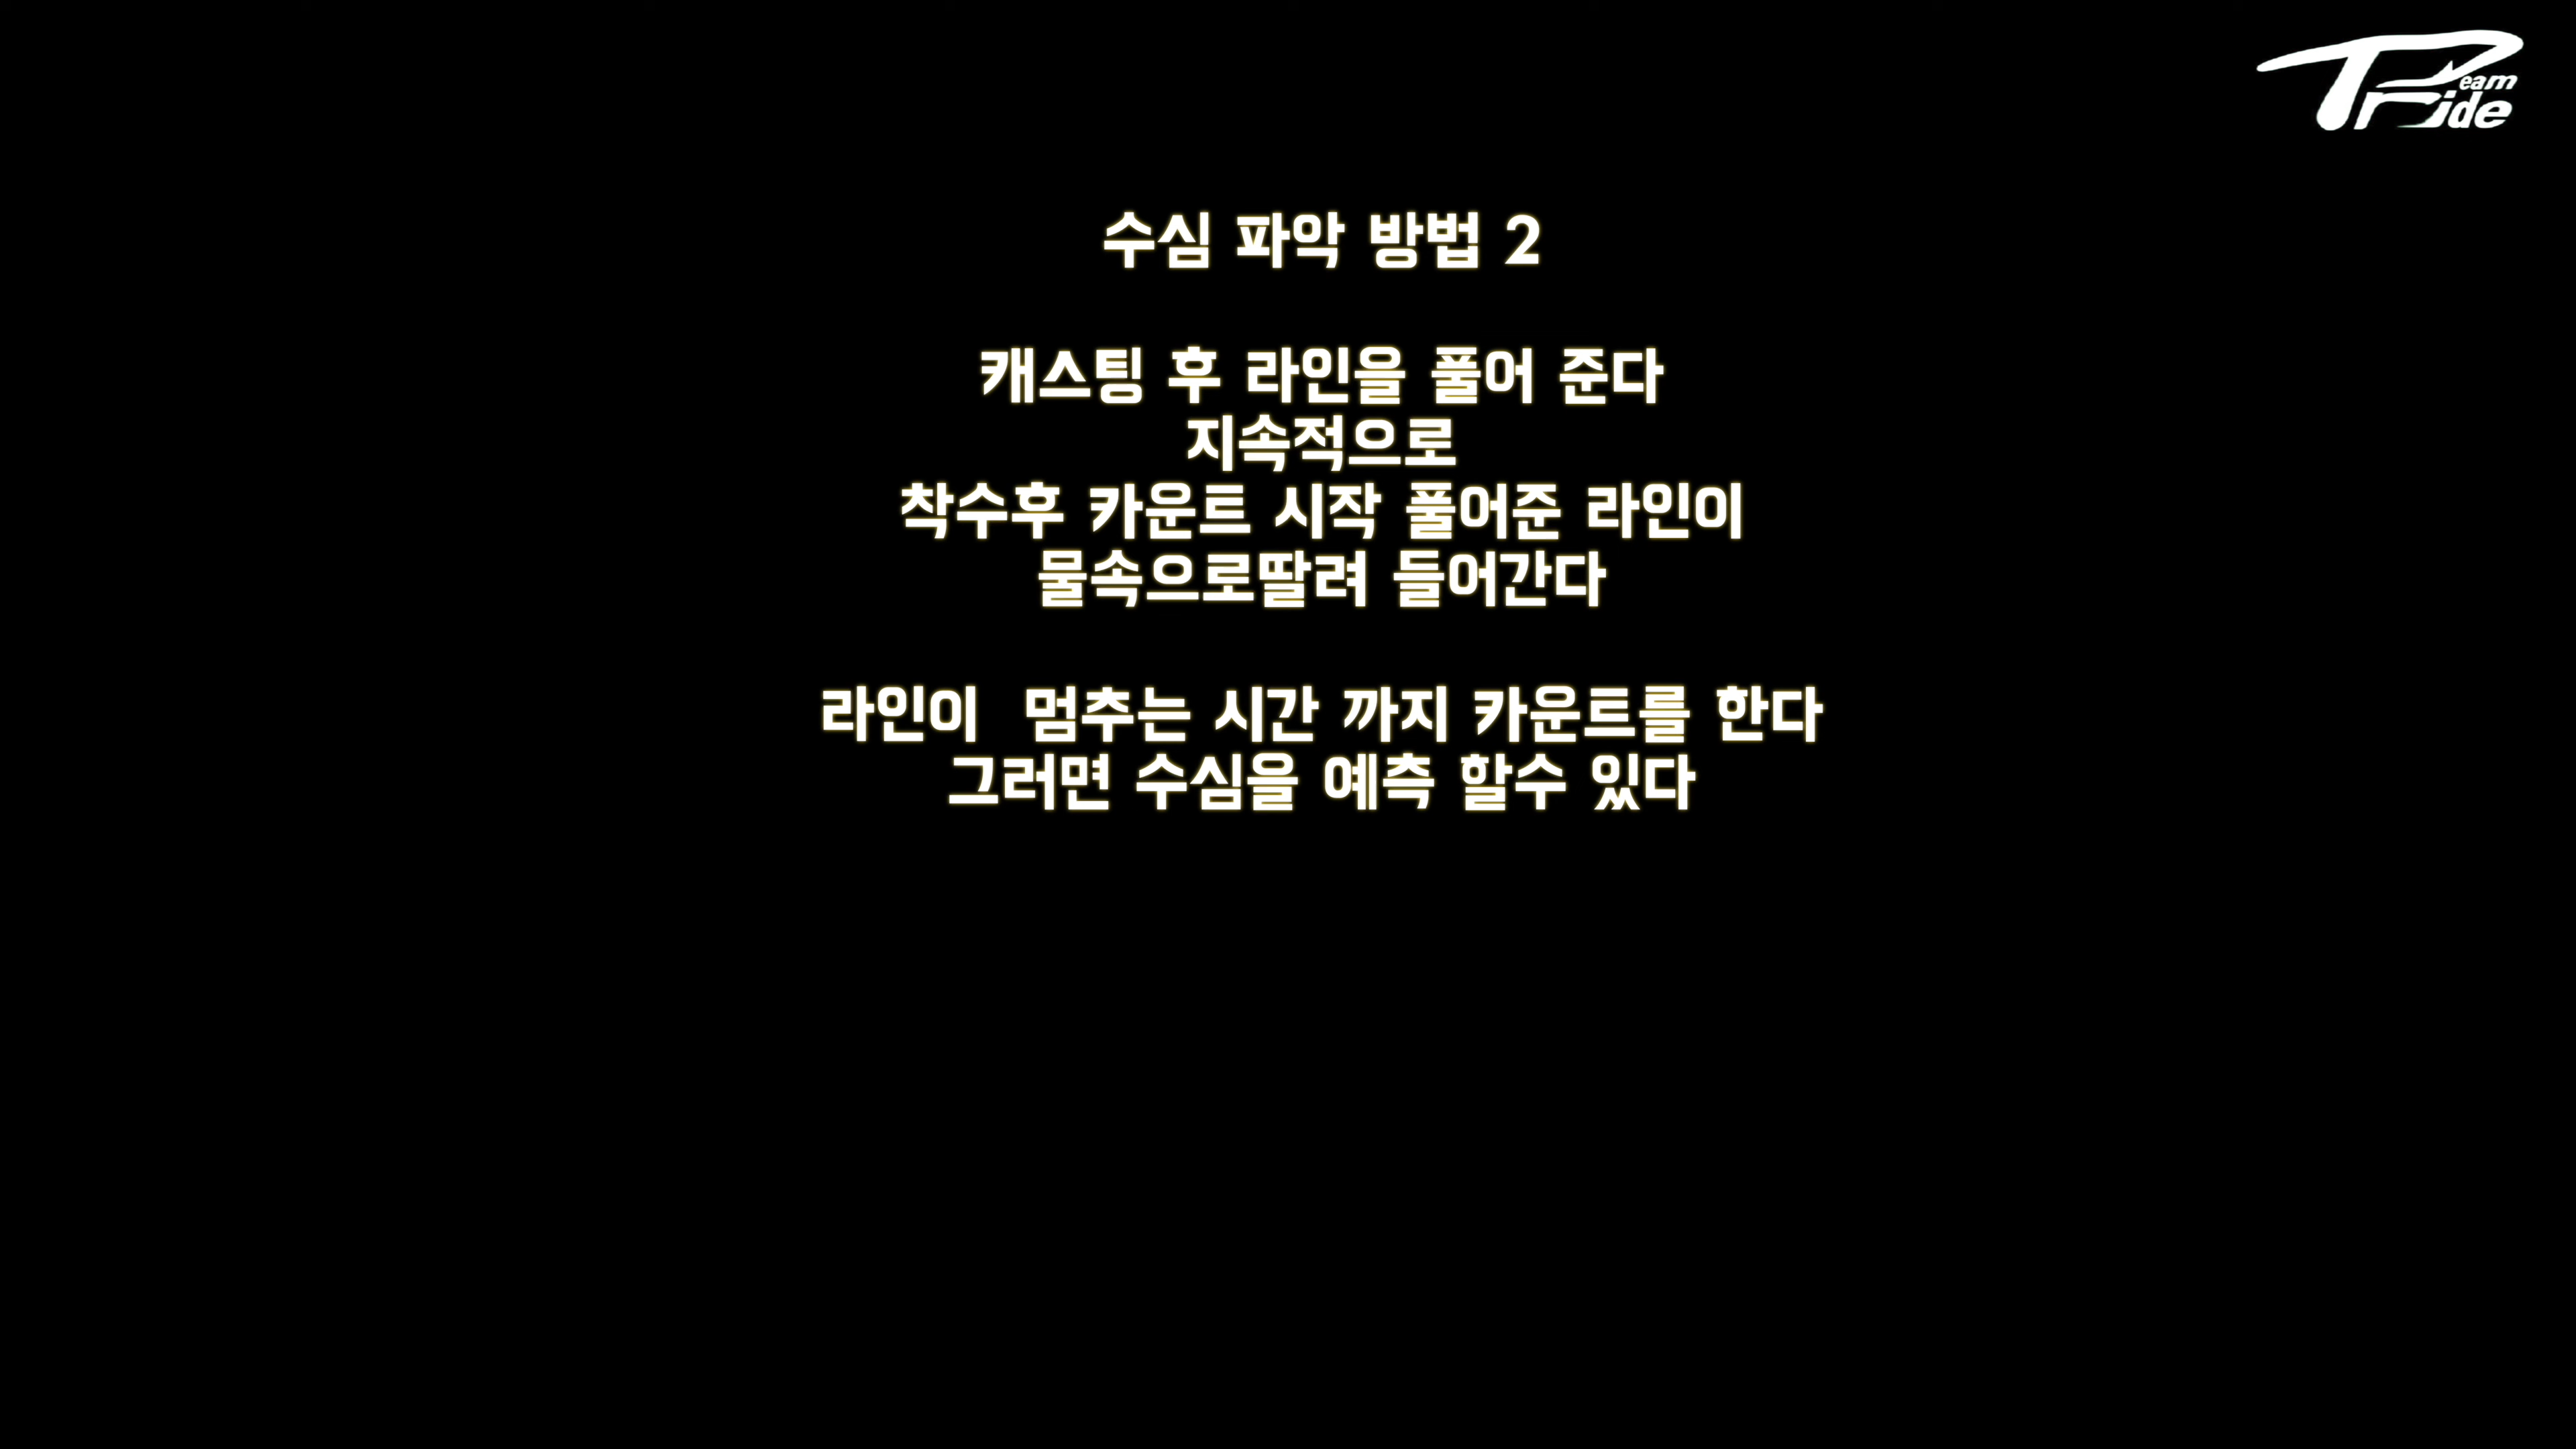 Team Pride
수심 파악 방법 2
캐스팅 후 라인을 풀어 준다
지속적으로
착수후 카운트 시작 풀어준 라인이
물속으로딸려 들어간다
라인이  멈추는 시간 까지 카운트를 한다
그러면 수심을 예측 할수 있다